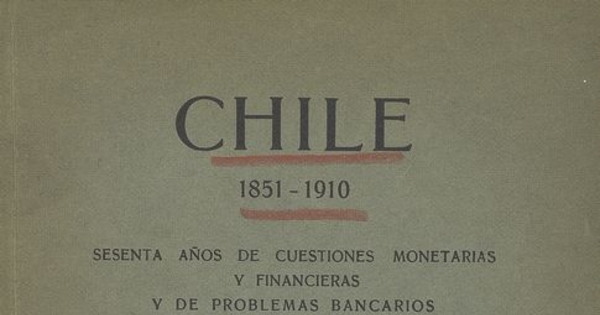 CHILE
1851 - 1910
SESENTA AÑOS DE CUESTIONES MONETARIAS
Y FINANCIERAS
Y DE PROBLEMAS BANCARIOS